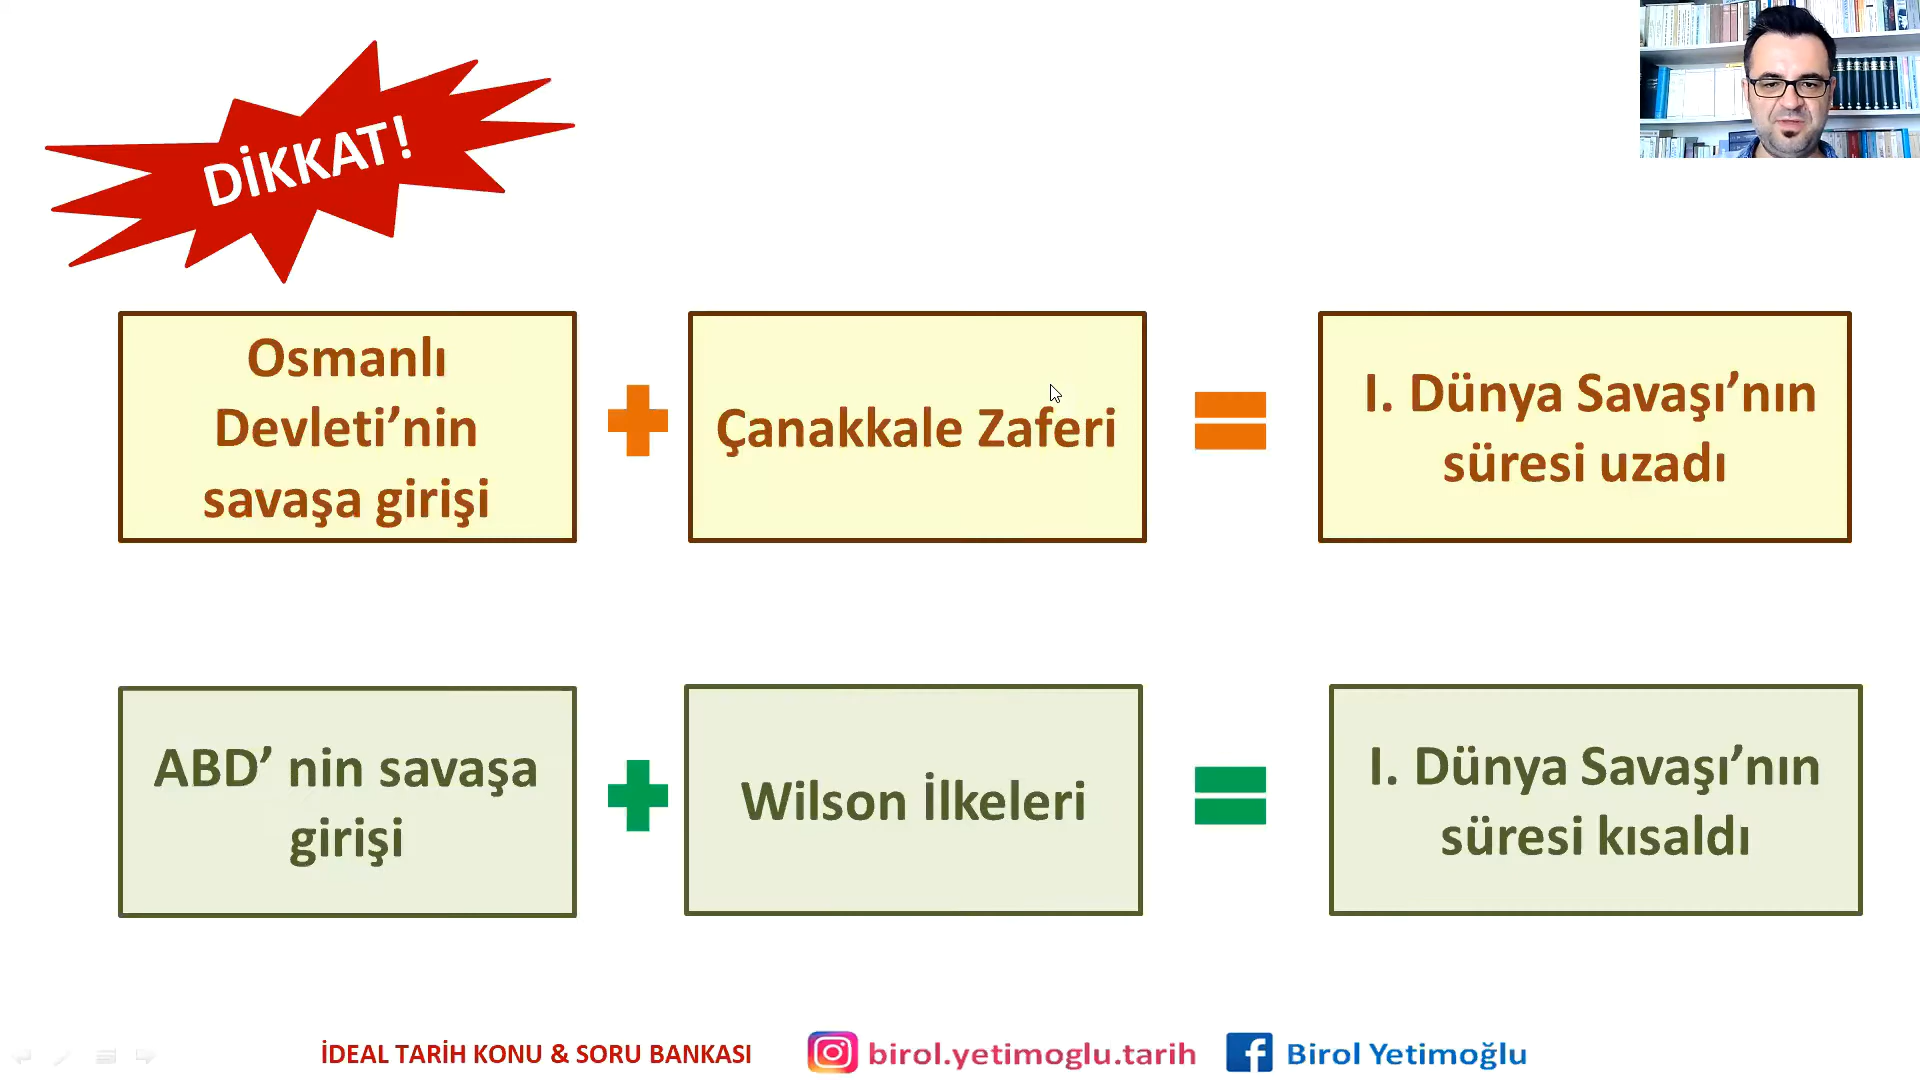 DİKKAT!
Osmanlı
Devleti’nin
savaşa girişi
Çanakkale Zaferi
I. Dünya Savaşı’nın
süresi uzadı
ABD’ nin savaşa
girişi
Wilson İlkeleri
I. Dünya Savaşı’nın
süresi kısaldı
İDEAL TARİH KONU & SORU BANKASI
birol.yetimoglu.tarih
Birol Yetimoğlu